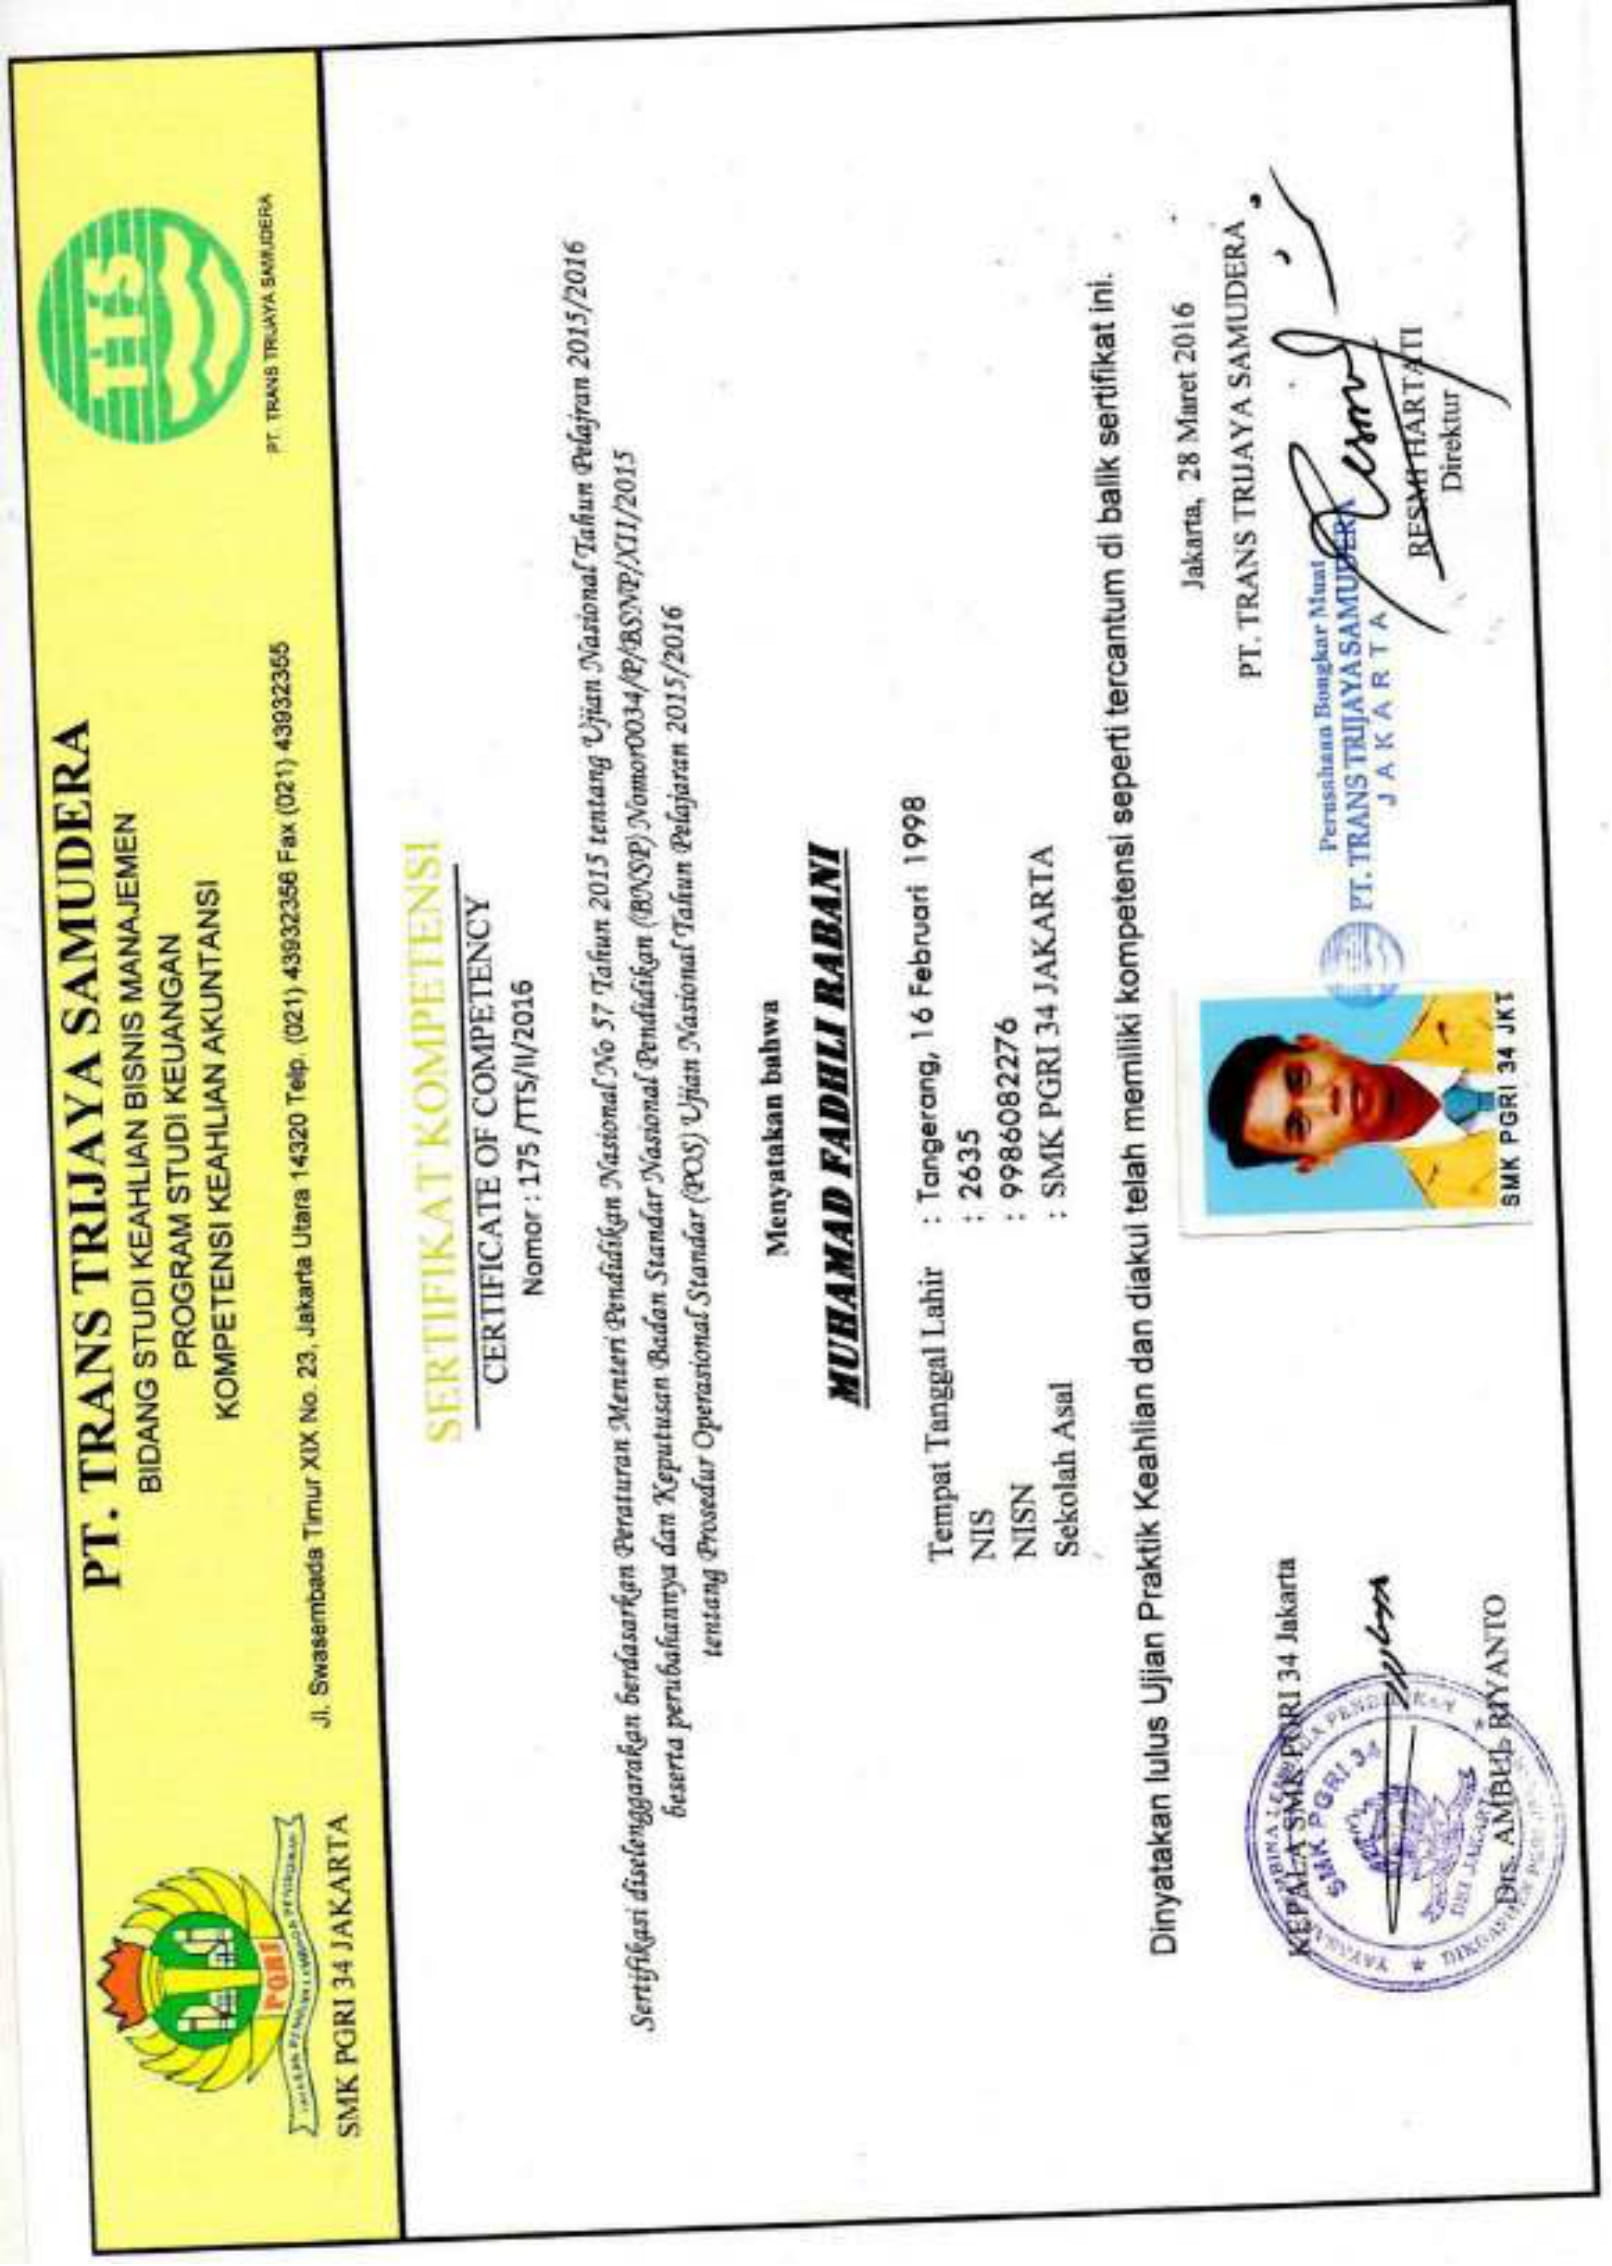 PT. TRANS TRIJAYA SAMUDERA
BIDANG STUDI KEAHLIAN BISNIS MANAJEMEN
PROGRAM STUDI KEUANGAN
KOMPETENSI KEAHLIAN AKUNTANSI
Jl. Swasembada Timur XIX No. 23, Jakarta Utara 14320 Telp. (021) 43932356 Fax (021) 43932355
PGRI
SMK PGRI 34 JAKARTA
TTS
PT. TRANS TRIJAYA SAMUDERA
SERTIFIKAT KOMPETENSI
CERTIFICATE OF COMPETENCY
Nomor : 175 /TTS/II/2016
Sertifikasi diselenggarakan berdasarkan Peraturan Menteri Pendidikan Nasional No 57 Tahun 2015 tentang Ujian Nasional Tahun Pelajran 2015/2016
beserta perubahannya dan Keputusan Badan Standar Nasional Pendidikan (BNSP) Nomor0034/P/BSNP/XII/2015
tentang Prosedur Operasional Standar (POS) Ujian Nasional Tahun Pelajaran 2015/2016
Menyatakan bahwa
MUHAMAD FADHLI RABANI
Tempat Tanggal Lahir : Tangerang, 16 Februari 1998
NIS : 2635
NISN : 9986082276
Sekolah Asal : SMK PGRI 34 JAKARTA
Dinyatakan lulus Ujian Praktik Keahlian dan diakui telah memiliki kompetensi seperti tercantum di balik sertifikat ini.
Jakarta, 28 Maret 2016
KEPALA SMK PGRI 34 Jakarta
PT. TRANS TRIJAYA SAMUDERA
SMK PGRI 34
DKI JAKARTA
Drs. AMBUL RIYANTO
SMK PGRI 34 JKT
Perusahaan Bongkar Muat
PT. TRANS TRIJAYA SAMUDERA
JAKARTA
RESMI HARTATI
Direktur